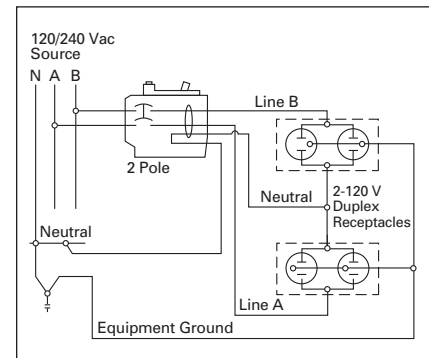 120/240 Vac
Source
N A B
Line B
2 Pole
Neutral
2-120 V
Duplex
Receptacles
Neutral
Line A
Equipment Ground